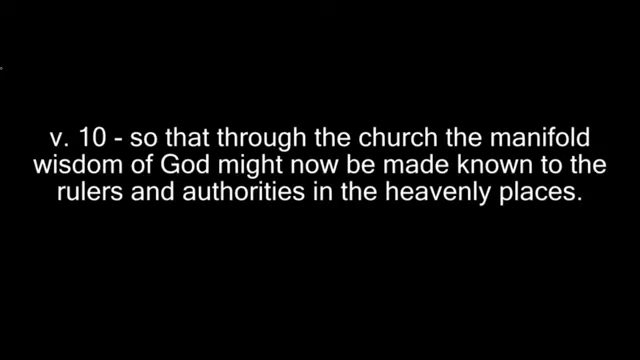 v. 10 - so that through the church the manifold
wisdom of God might now be made known to the
rulers and authorities in the heavenly places.